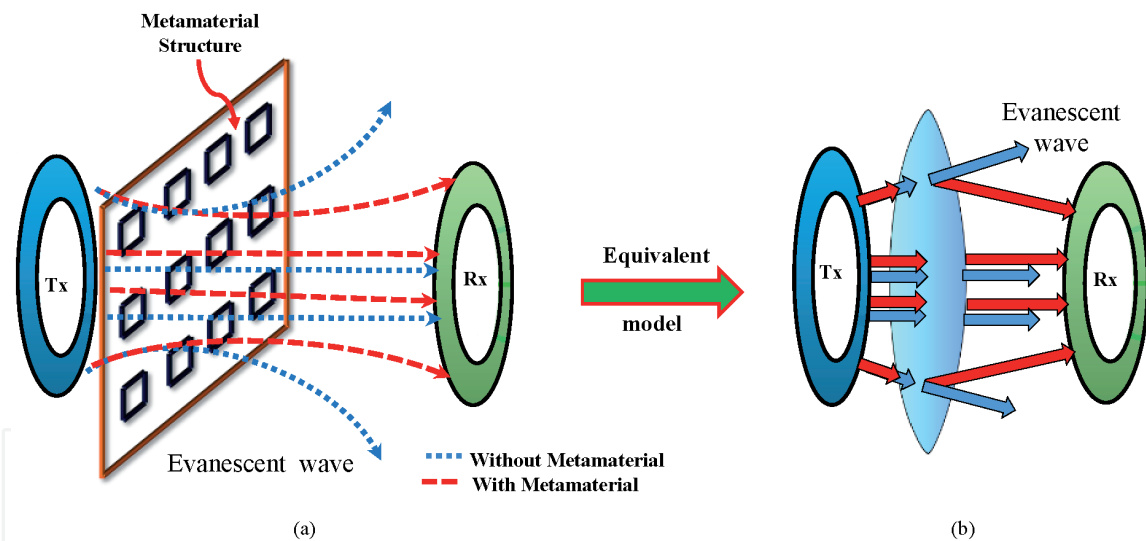 Metamaterial
Structure
Tx
Rx
Evanescent wave
Without Metamaterial
With Metamaterial
(a)
Equivalent
model
Evanescent
wave
Tx
Rx
(b)